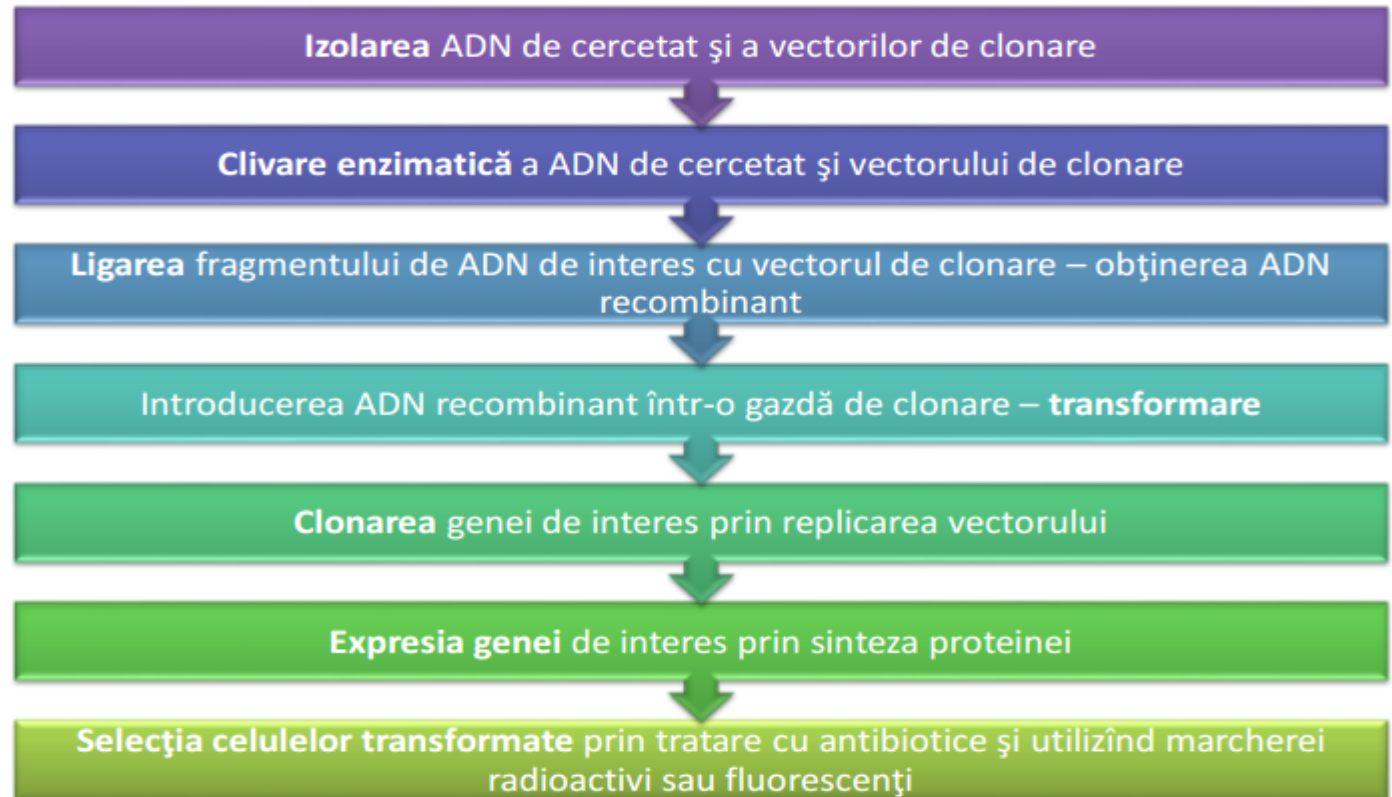 Izolarea ADN de cercetat şi a vectorilor de clonare
Clivare enzimatică a ADN de cercetat şi vectorului de clonare
Ligarea fragmentului de ADN de interes cu vectorul de clonare – obţinerea ADN
recombinant
Introducerea ADN recombinant într-o gazdă de clonare – transformare
Clonarea genei de interes prin replicarea vectorului
Expresia genei de interes prin sinteza proteinei
Selecţia celulelor transformate prin tratare cu antibiotice şi utilizînd marcherei
radioactivi sau fluorescenţi